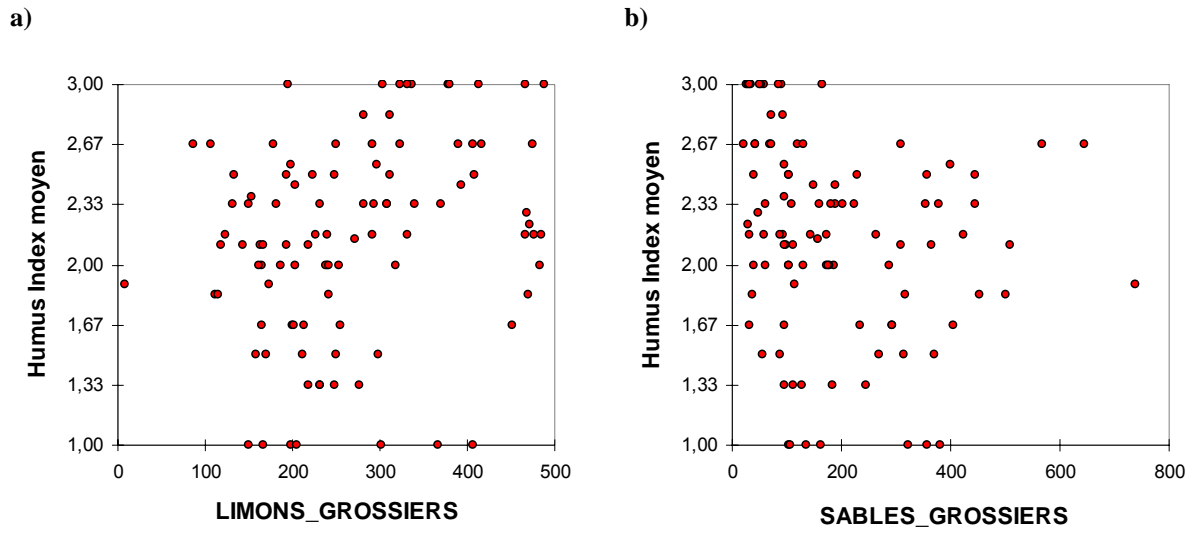 a)
Humus Index moyen
3,00
2,67
2,33
2,00
1,67
1,33
1,00
0 100 200 300 400 500
LIMONS_GROSSIERS
b)
Humus Index moyen
3,00
2,67
2,33
2,00
1,67
1,33
1,00
0 200 400 600 800
SABLES_GROSSIERS